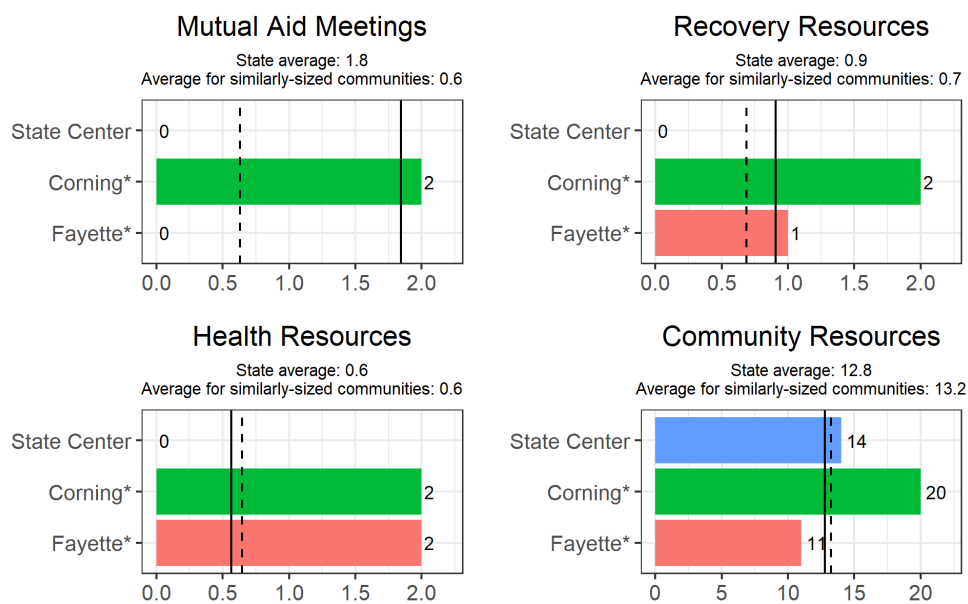 Mutual Aid Meetings
State average: 1.8
Average for similarly-sized communities: 0.6
State Center
0
Corning*
2
Fayette*
0
0.0 0.5 1.0 1.5 2.0
Recovery Resources
State average: 0.9
Average for similarly-sized communities: 0.7
State Center
0
Corning*
2
Fayette*
1
0.0 0.5 1.0 1.5 2.0
Health Resources
State average: 0.6
Average for similarly-sized communities: 0.6
State Center
0
Corning*
2
Fayette*
2
0.0 0.5 1.0 1.5 2.0
Community Resources
State average: 12.8
Average for similarly-sized communities: 13.2
State Center
14
Corning*
20
Fayette*
11
0 5 10 15 20